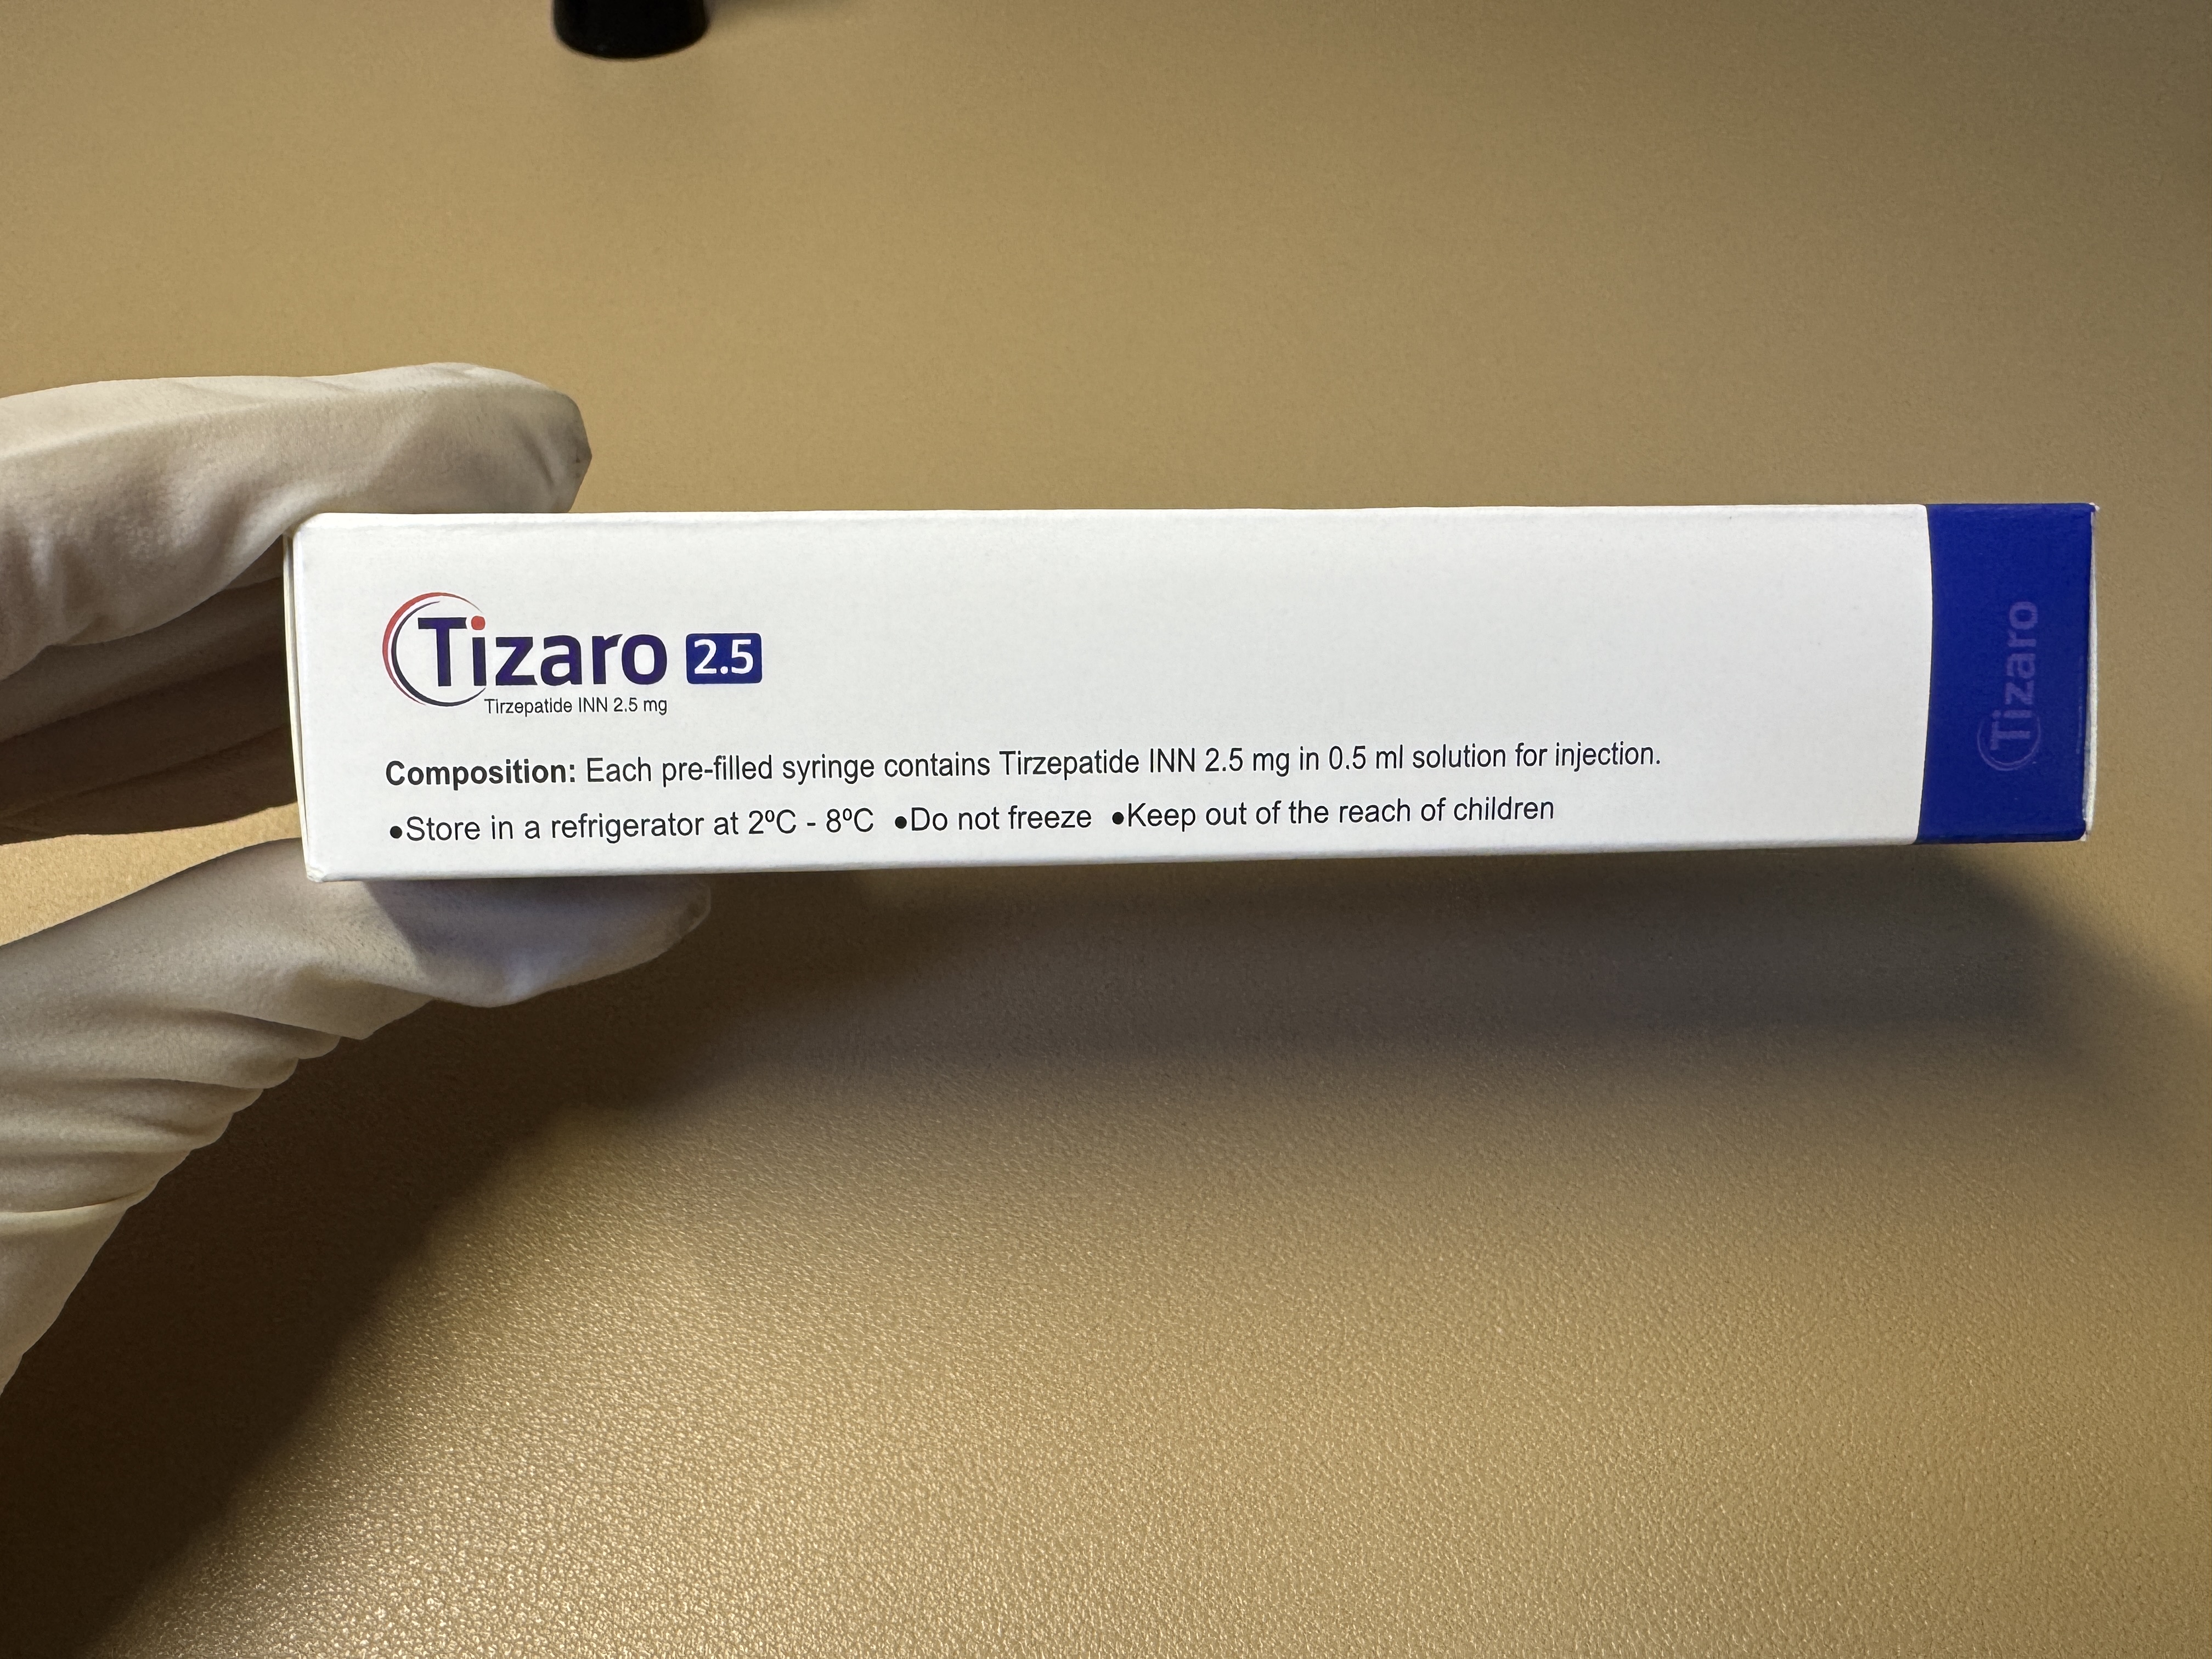 Tizaro 2.5
Tirzepatide INN 2.5 mg
Composition: Each pre-filled syringe contains Tirzepatide INN 2.5 mg in 0.5 ml solution for injection.
●Store in a refrigerator at 2ºC - 8ºC ●Do not freeze ●Keep out of the reach of children
Tizaro